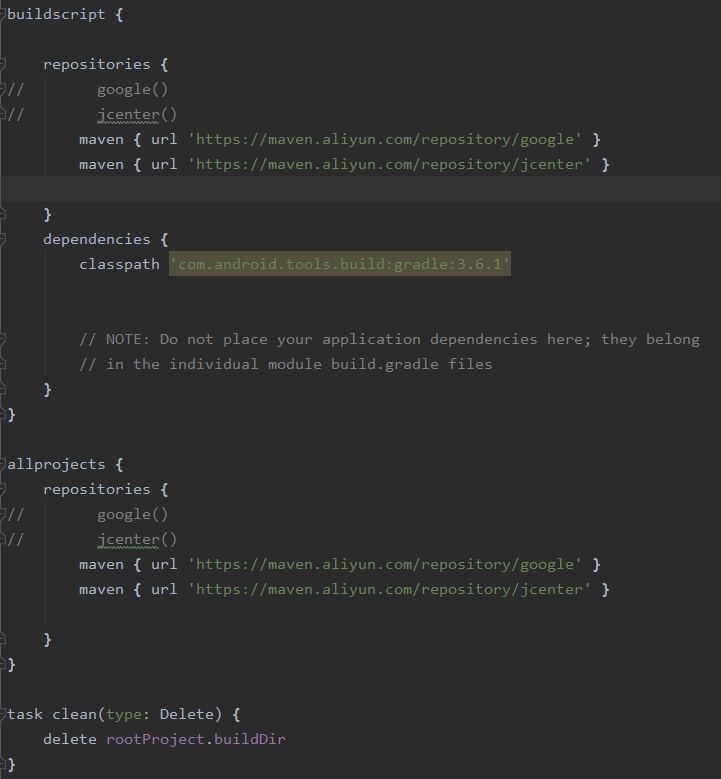 buildscript {
    repositories {
//        google()
//        jcenter()
        maven { url 'https://maven.aliyun.com/repository/google' }
        maven { url 'https://maven.aliyun.com/repository/jcenter' }
    }
    dependencies {
        classpath 'com.android.tools.build:gradle:3.6.1'
        // NOTE: Do not place your application dependencies here; they belong
        // in the individual module build.gradle files
    }
}
allprojects {
    repositories {
//        google()
//        jcenter()
        maven { url 'https://maven.aliyun.com/repository/google' }
        maven { url 'https://maven.aliyun.com/repository/jcenter' }
    }
}
task clean(type: Delete) {
    delete rootProject.buildDir
}